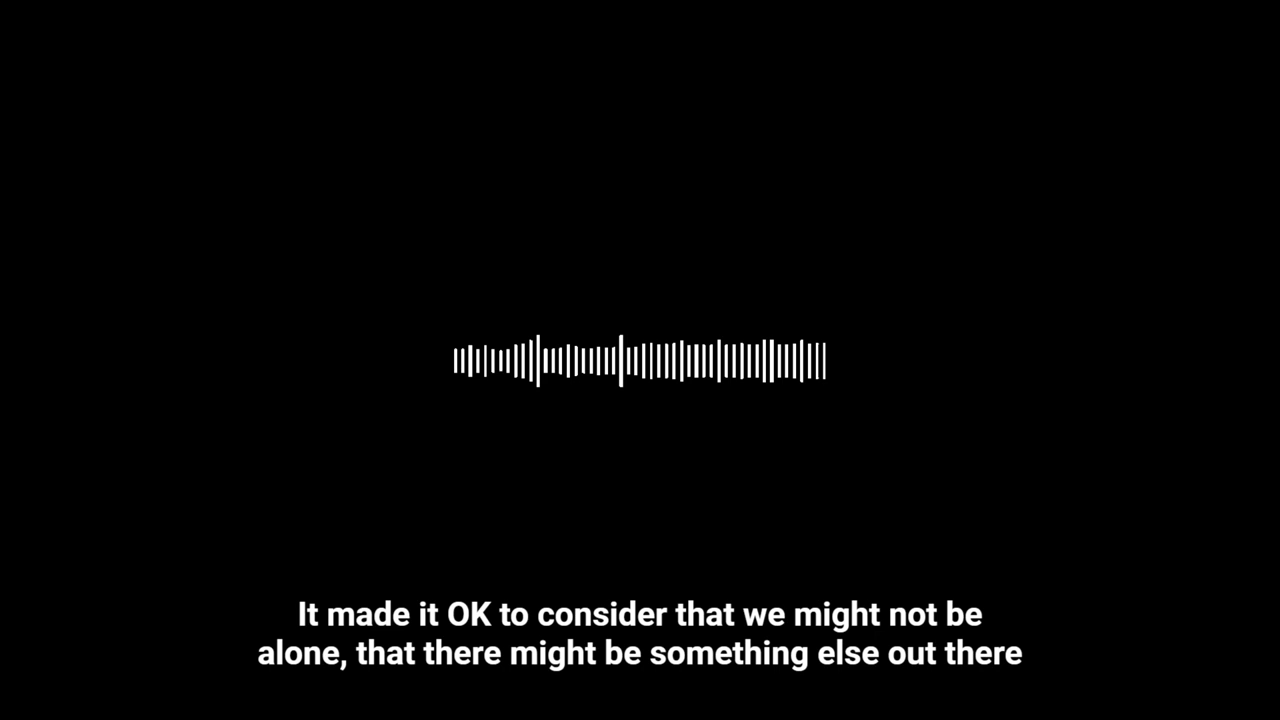 It made it OK to consider that we might not be
alone, that there might be something else out there